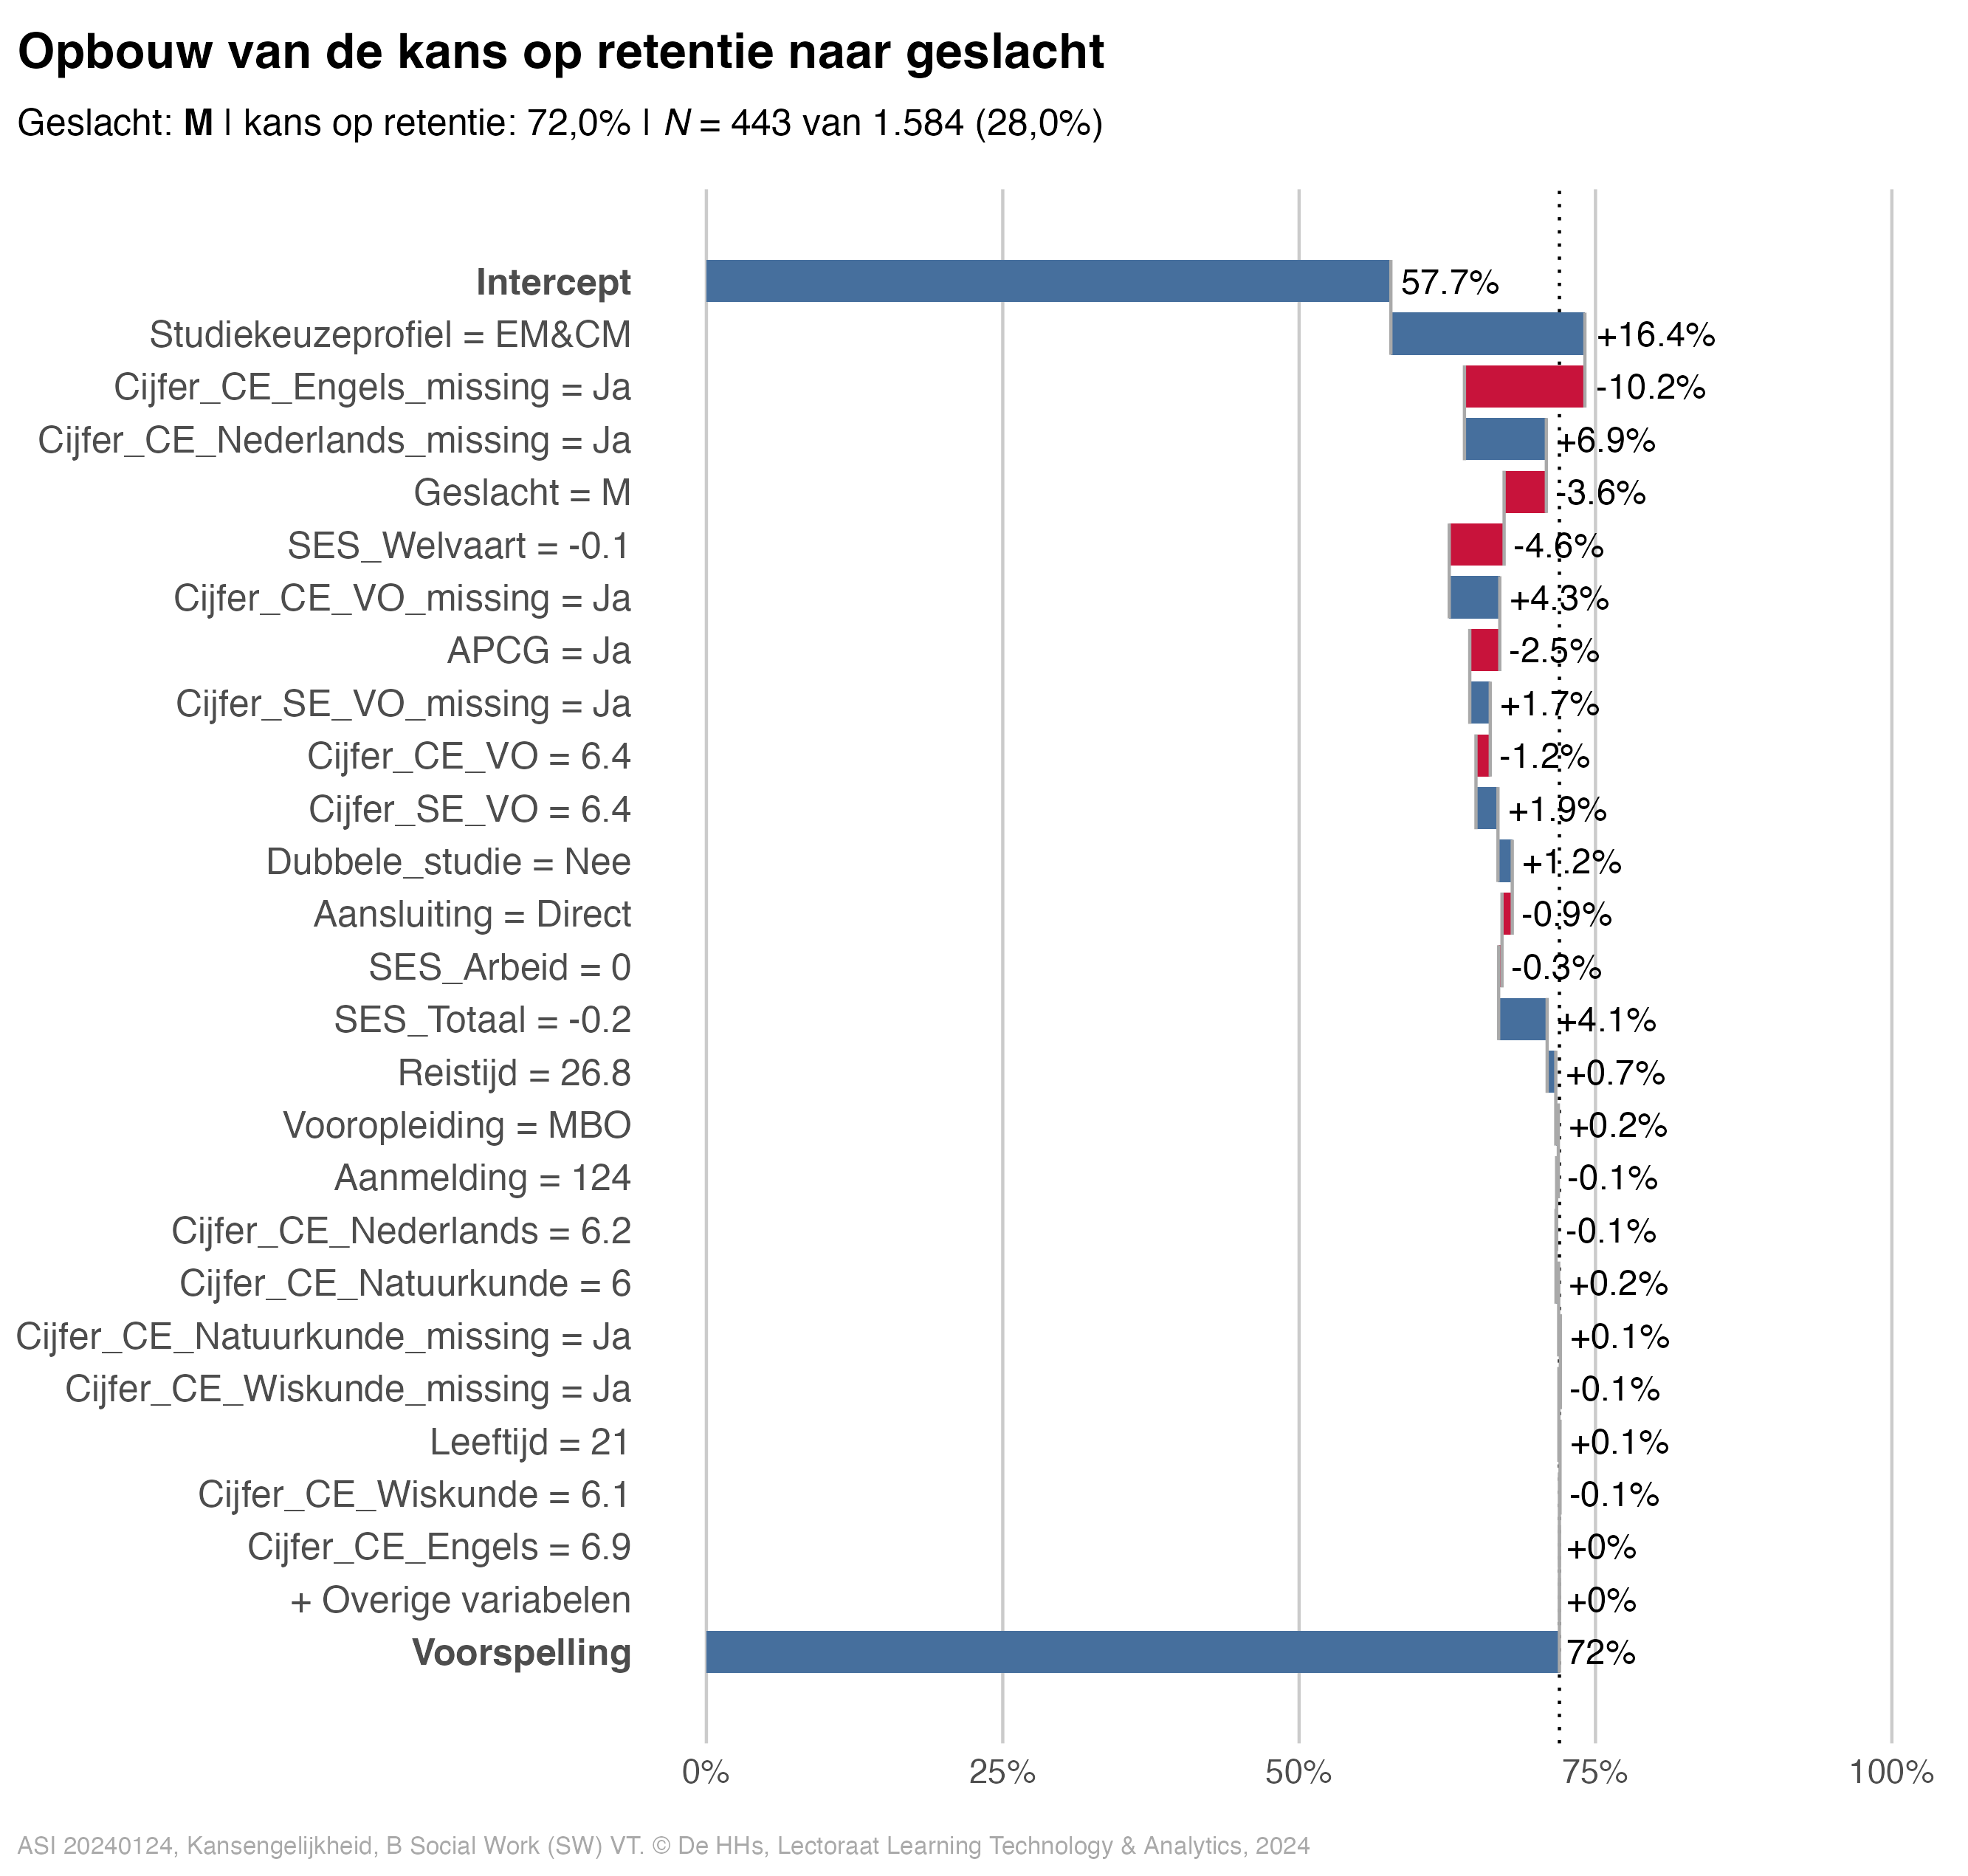 Opbouw van de kans op retentie naar geslacht
Geslacht: M | kans op retentie: 72,0% | N = 443 van 1.584 (28,0%)
Intercept 57.7%
Studiekeuzeprofiel = EM&CM +16.4%
Cijfer_CE_Engels_missing = Ja -10.2%
Cijfer_CE_Nederlands_missing = Ja +6.9%
Geslacht = M -3.6%
SES_Welvaart = -0.1 -4.6%
Cijfer_CE_VO_missing = Ja +4.3%
APCG = Ja -2.5%
Cijfer_SE_VO_missing = Ja +1.7%
Cijfer_CE_VO = 6.4 -1.2%
Cijfer_SE_VO = 6.4 +1.9%
Dubbele_studie = Nee +1.2%
Aansluiting = Direct -0.9%
SES_Arbeid = 0 -0.3%
SES_Totaal = -0.2 +4.1%
Reistijd = 26.8 +0.7%
Vooropleiding = MBO +0.2%
Aanmelding = 124 -0.1%
Cijfer_CE_Nederlands = 6.2 -0.1%
Cijfer_CE_Natuurkunde = 6 +0.2%
Cijfer_CE_Natuurkunde_missing = Ja +0.1%
Cijfer_CE_Wiskunde_missing = Ja -0.1%
Leeftijd = 21 +0.1%
Cijfer_CE_Wiskunde = 6.1 -0.1%
Cijfer_CE_Engels = 6.9 +0%
+ Overige variabelen +0%
Voorspelling 72%
0% 25% 50% 75% 100%
ASI 20240124, Kansengelijkheid, B Social Work (SW) VT. © De HHs, Lectoraat Learning Technology & Analytics, 2024